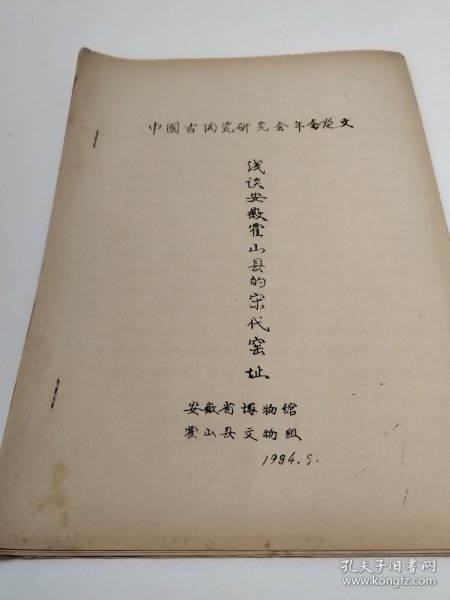 中國古陶瓷研究会年会论文
浅谈安徽霍山县的宋代窑址
安徽省博物馆
霍山县文物组
1984.9.
孔夫子旧书网
www.kongfz.com